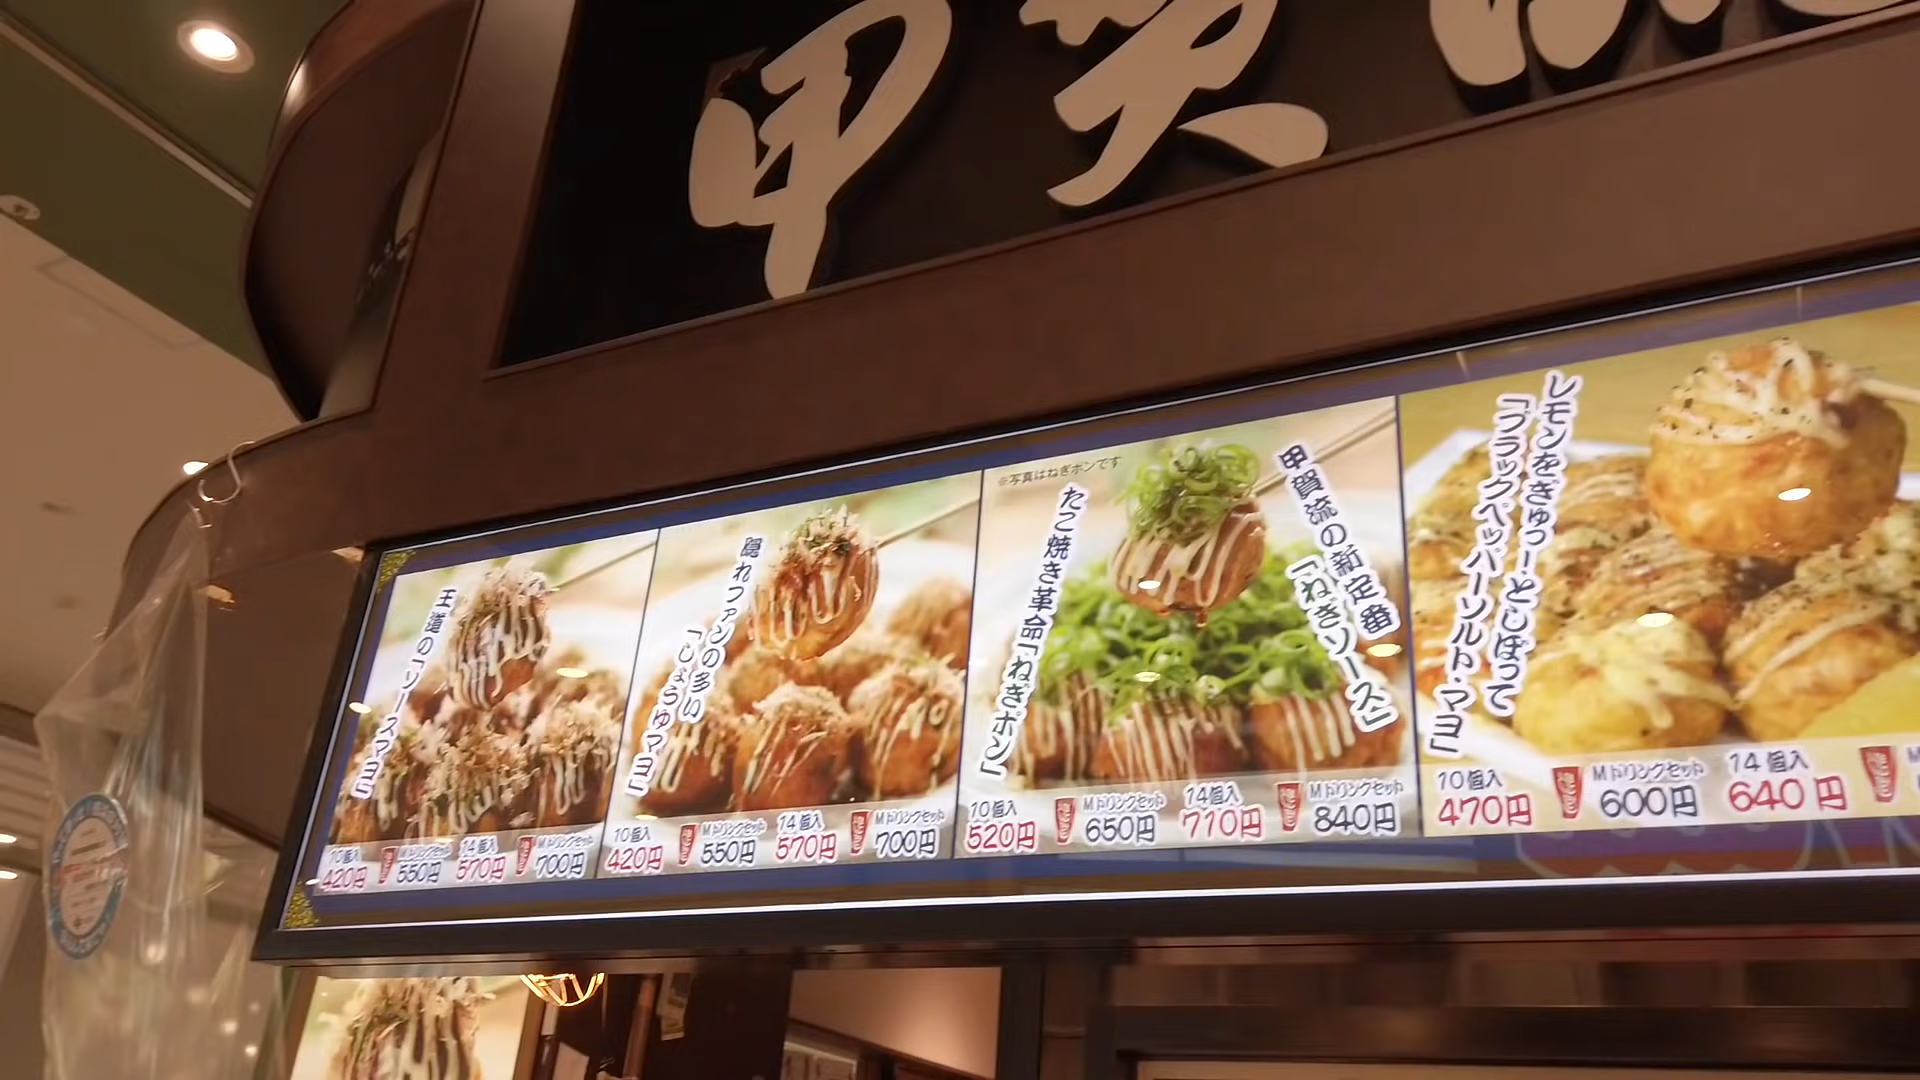 甲賀流
王道の「ソースマヨ」
10個入 Mドリンクセット 14個入 Mドリンクセット
420円 550円 570円 700円
隠れファンの多い
「しょうゆマヨ」
10個入 Mドリンクセット 14個入 Mドリンクセット
420円 550円 570円 700円
※写真はねぎポンです
たこ焼き革命「ねぎポン」
甲賀流の新定番
「ねぎソース」
10個入 Mドリンクセット 14個入 Mドリンクセット
520円 650円 710円 840円
レモンをぎゅっーとしぼって
「ブラックペッパーソルト・マヨ」
10個入 Mドリンクセット 14個入
470円 600円 640円